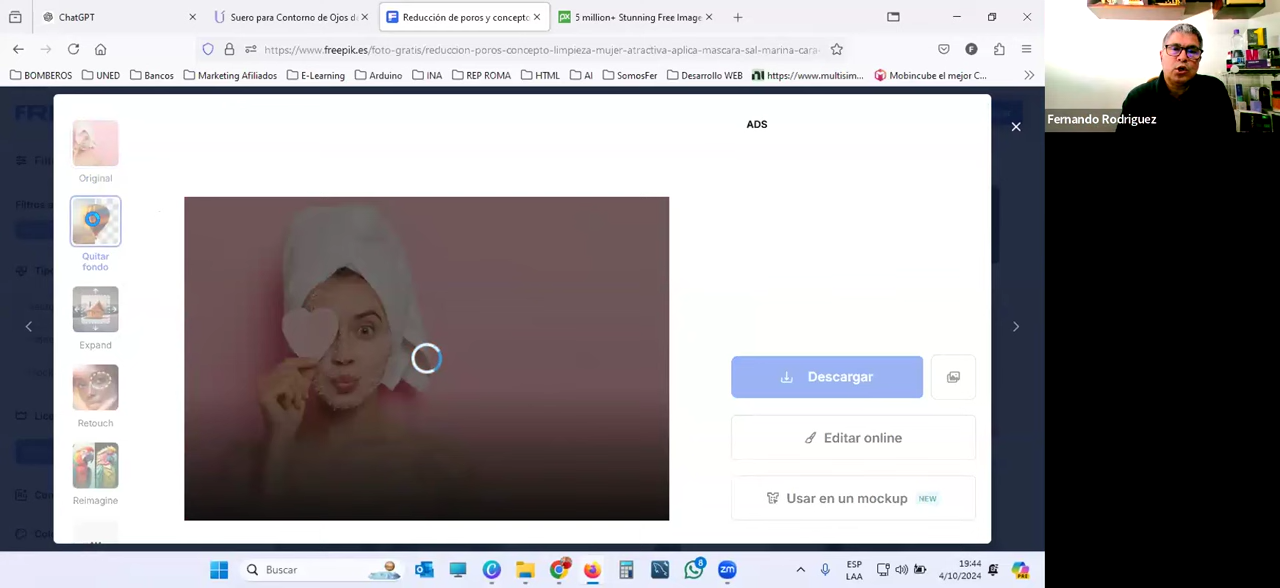 ChatGPT
Suero para Contorno de Ojos d
Reducción de poros y concepto
5 million+ Stunning Free Image
https://www.freepik.es/foto-gratis/reduccion-poros-concepto-limpieza-mujer-atractiva-aplica-mascara-sal-marina-cara-
BOMBEROS
UNED
Bancos
Marketing Afiliados
E-Learning
Arduino
INA
REP ROMA
HTML
AI
SomosFer
Desarrollo WEB
https://www.multisim...
Mobincube el mejor C...
Fernando Rodriguez
ADS
Original
Quitar
fondo
Expand
Retouch
Reimagine
Descargar
Editar online
Usar en un mockup NEW
Buscar
ESP
LAA
19:44
4/10/2024